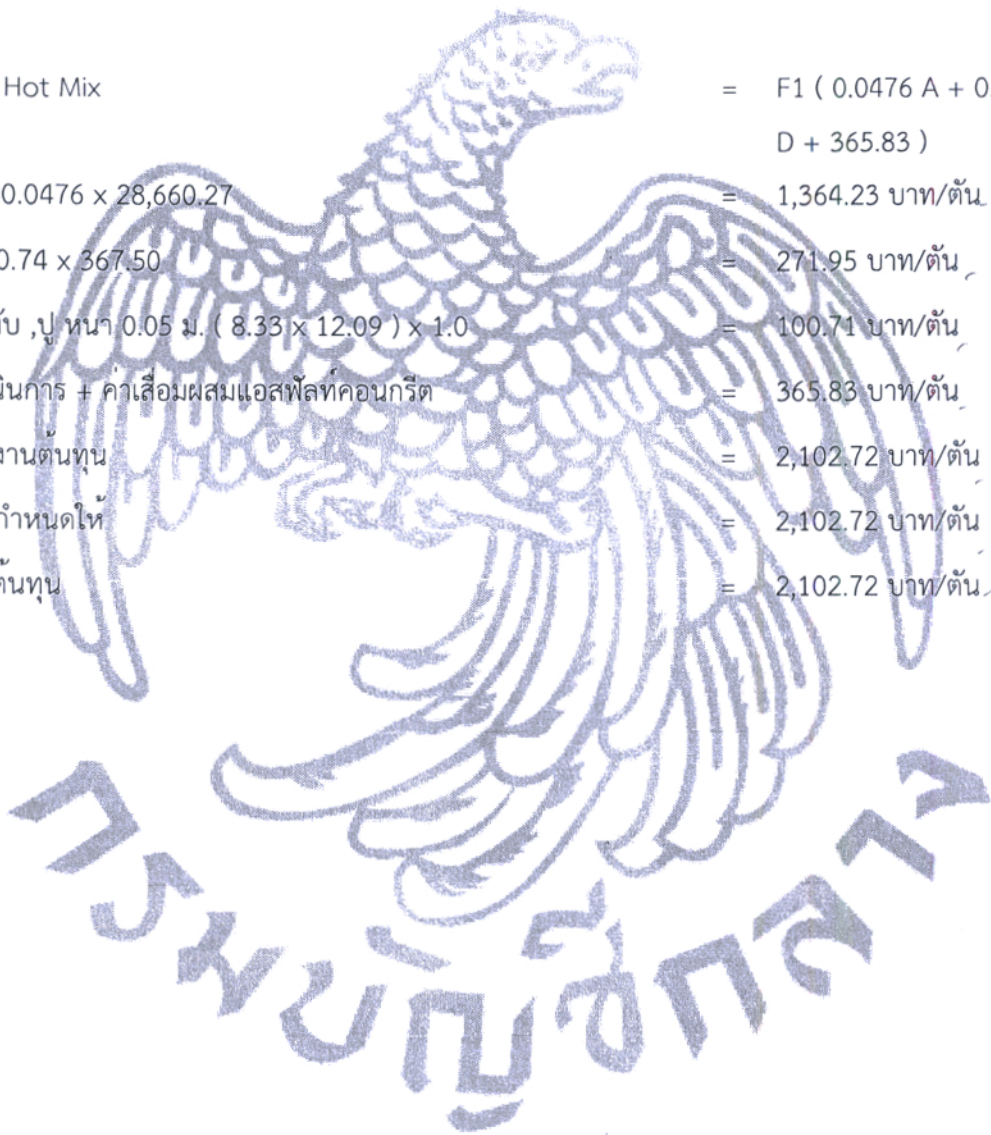 Hot Mix = F1 ( 0.0476 A + 0
D + 365.83 )
0.0476 x 28,660.27 = 1,364.23 บาท/ตัน
0.74 x 367.50 = 271.95 บาท/ตัน
,ปู หนา 0.05 ม. ( 8.33 x 12.09 ) x 1.0 = 100.71 บาท/ตัน
นินการ + ค่าเสื่อมผสมแอสฟัลท์คอนกรีต = 365.83 บาท/ตัน
งานต้นทุน = 2,102.72 บาท/ตัน
กำหนดให้ = 2,102.72 บาท/ตัน
ต้นทุน = 2,102.72 บาท/ตัน
กรมบัญชีกลาง